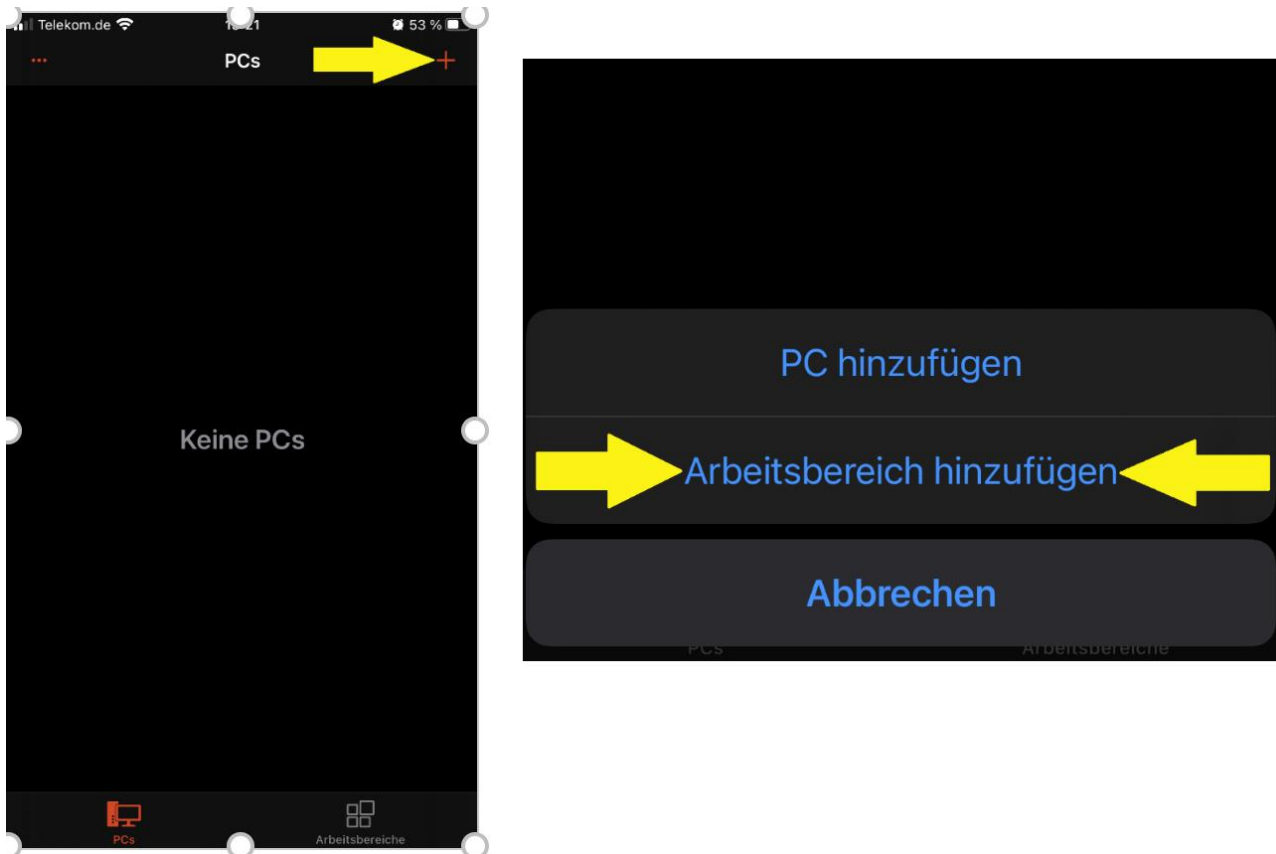 Telekom.de
53 %
PCs
Keine PCs
PCs
Arbeitsbereiche
PC hinzufügen
Arbeitsbereich hinzufügen
Abbrechen
PCs
Arbeitsbereiche